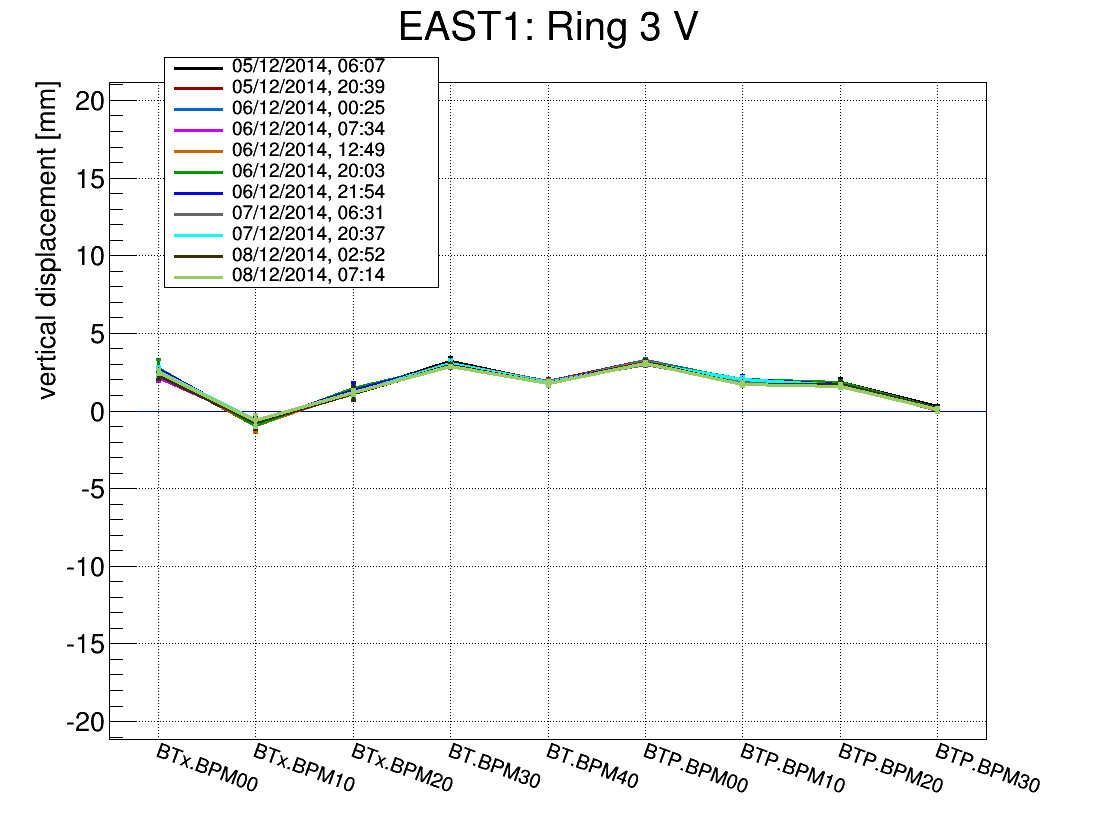 EAST1: Ring 3 V
05/12/2014, 06:07
05/12/2014, 20:39
06/12/2014, 00:25
06/12/2014, 07:34
06/12/2014, 12:49
06/12/2014, 20:03
06/12/2014, 21:54
07/12/2014, 06:31
07/12/2014, 20:37
08/12/2014, 02:52
08/12/2014, 07:14
vertical displacement [mm]
20
15
10
5
0
-5
-10
-15
-20
BTx.BPM00
BTx.BPM10
BTx.BPM20
BT.BPM30
BT.BPM40
BTP.BPM00
BTP.BPM10
BTP.BPM20
BTP.BPM30